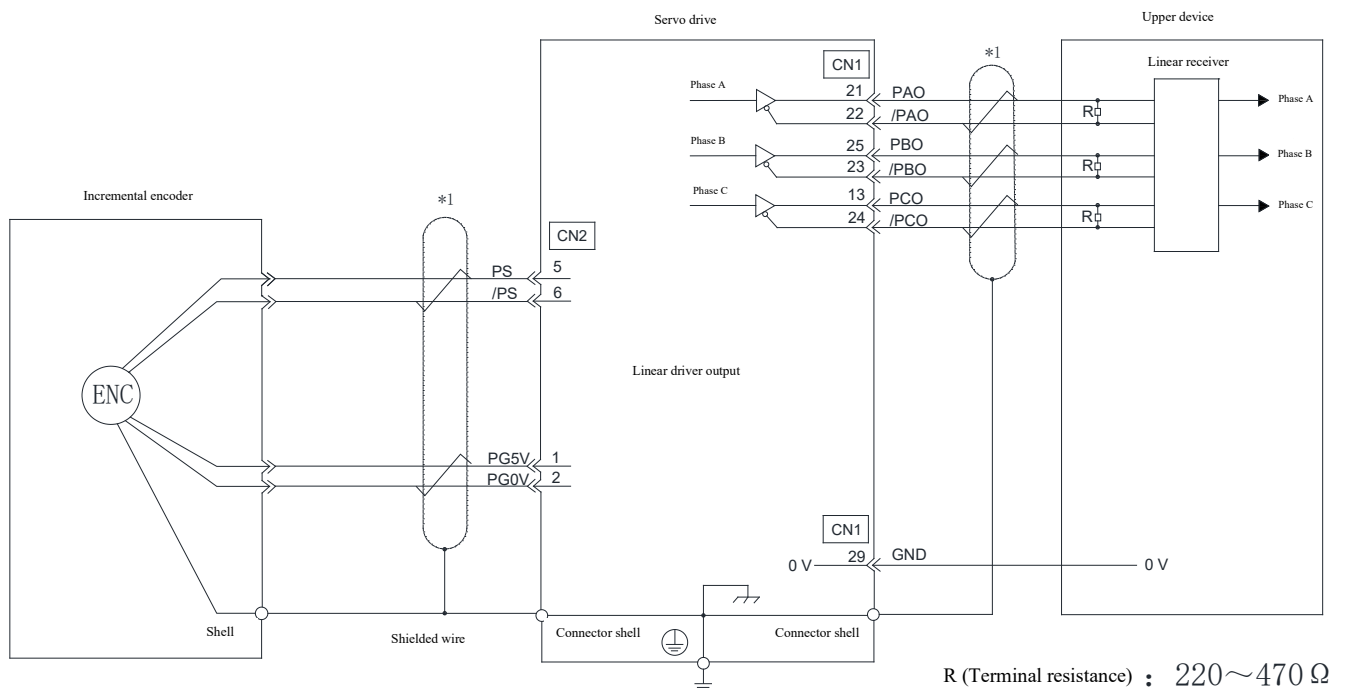 Servo drive
Upper device
*1
CN1
Linear receiver
Phase A
21 PAO
R
Phase A
22 /PAO
Phase B
25 PBO
R
Phase B
23 /PBO
Phase C
13 PCO
R
Phase C
24 /PCO
Incremental encoder
*1
CN2
PS 5
/PS 6
Linear driver output
ENC
PG5V 1
PG0V 2
CN1
0 V 29 GND 0 V
Shell
Shielded wire
Connector shell
Connector shell
R (Terminal resistance) : 220～470 Ω